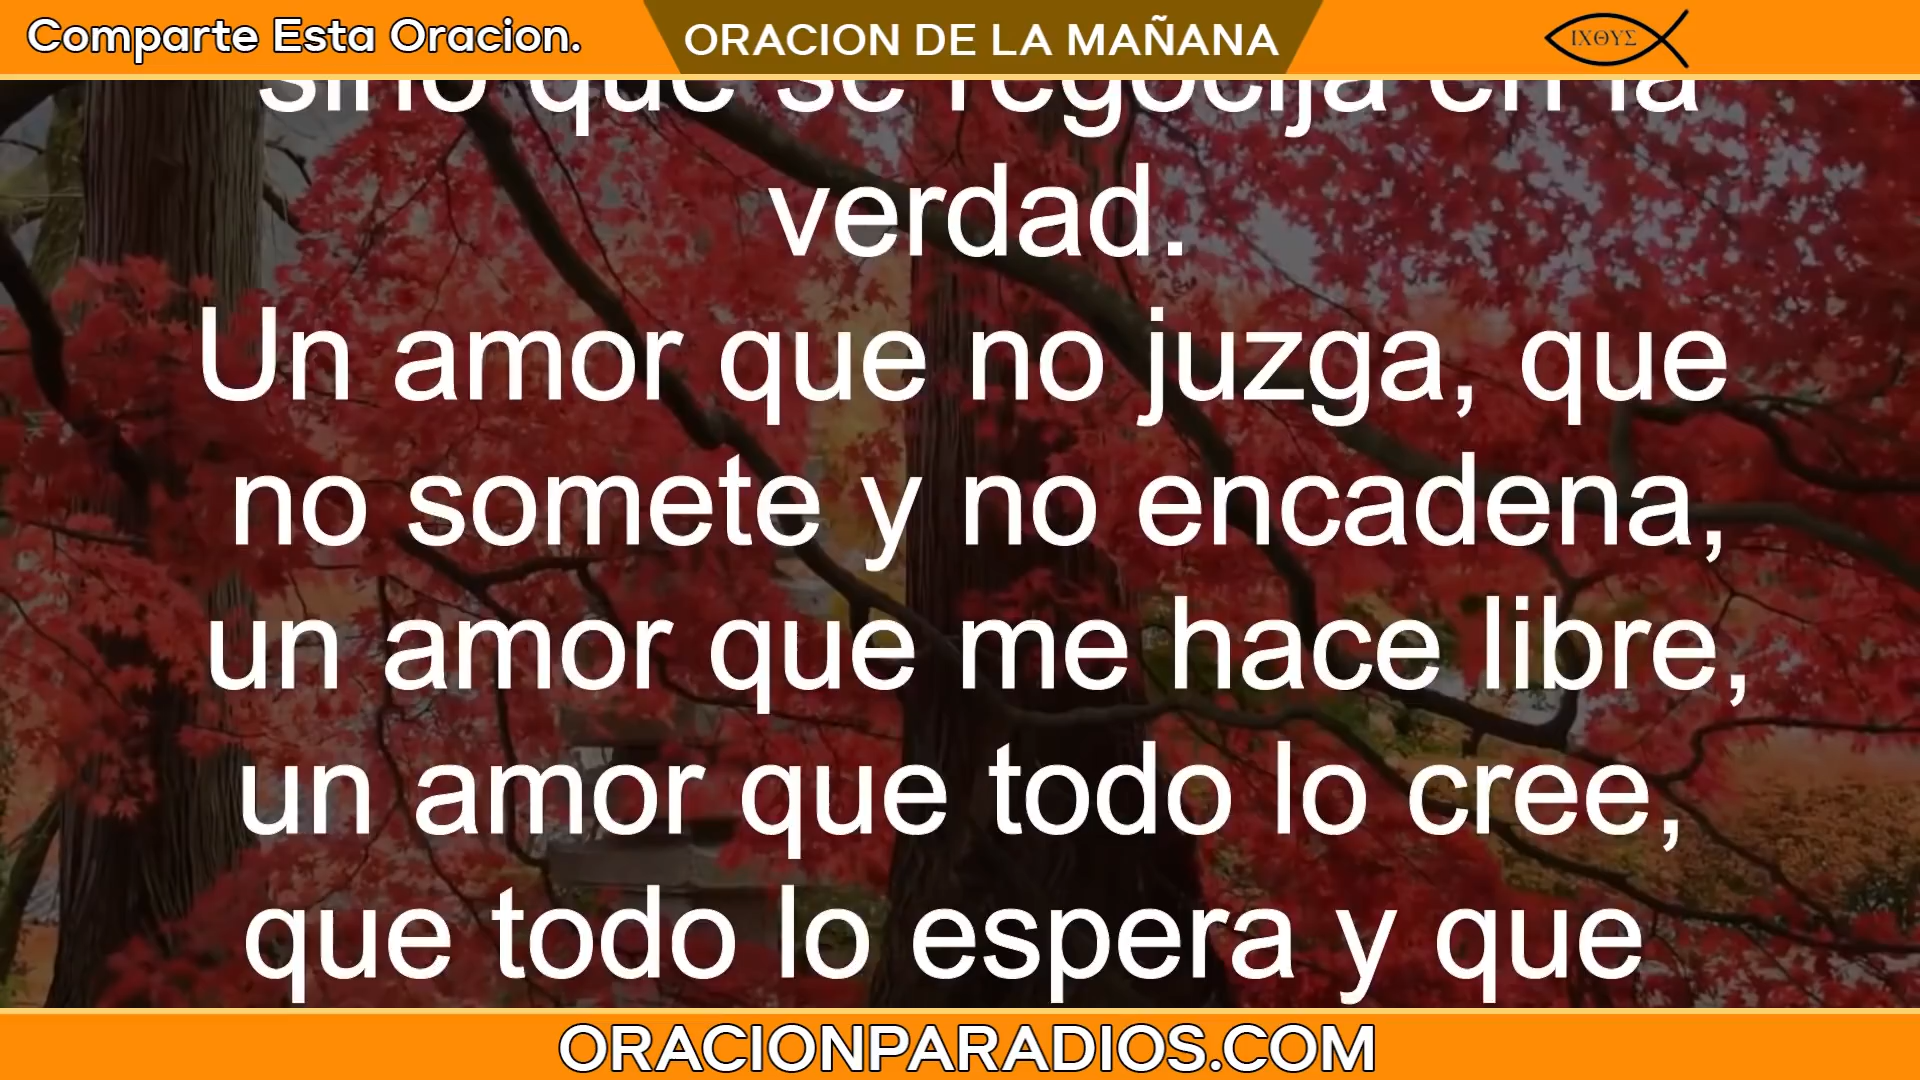 Comparte Esta Oracion.
ORACION DE LA MAÑANA
ΙΧΘΥΣ
sino que se regocija en la
verdad.
Un amor que no juzga, que
no somete y no encadena,
un amor que me hace libre,
un amor que todo lo cree,
que todo lo espera y que
ORACIONPARADIOS.COM